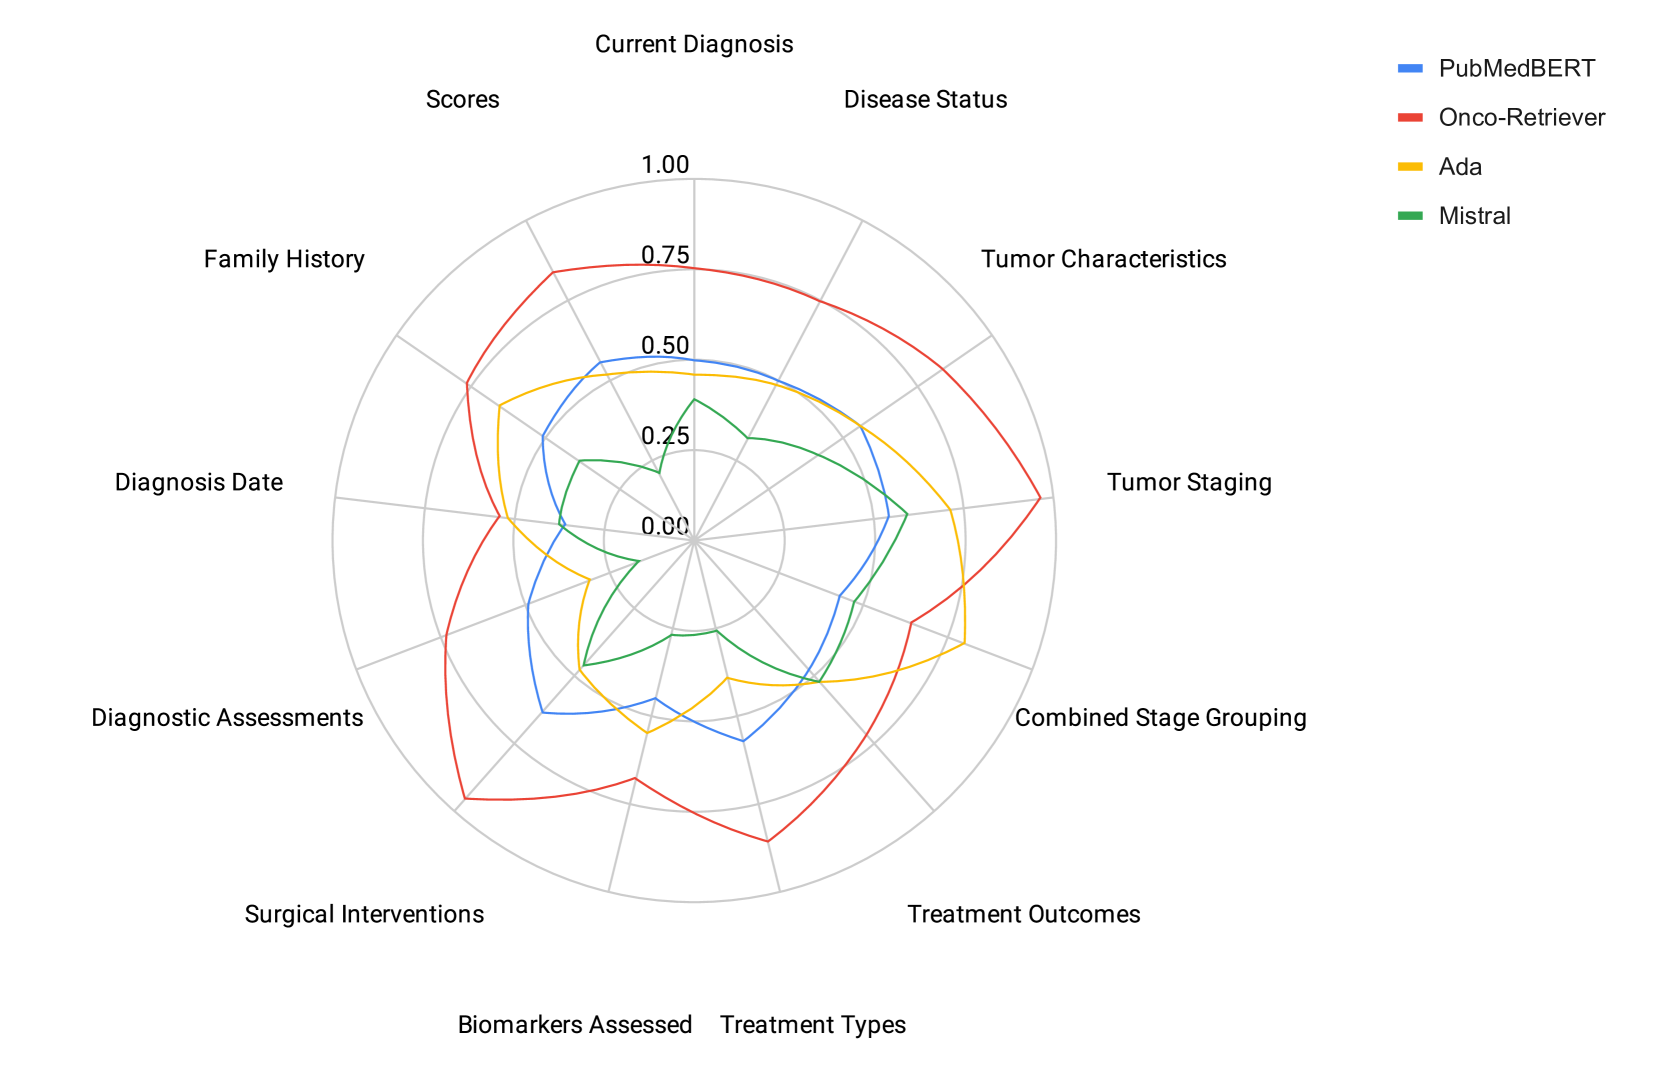 Current Diagnosis
Scores
Disease Status
PubMedBERT
Onco-Retriever
Ada
Mistral
1.00
0.75
0.50
0.25
0.00
Family History
Tumor Characteristics
Diagnosis Date
Tumor Staging
Diagnostic Assessments
Combined Stage Grouping
Surgical Interventions
Treatment Outcomes
Biomarkers Assessed
Treatment Types